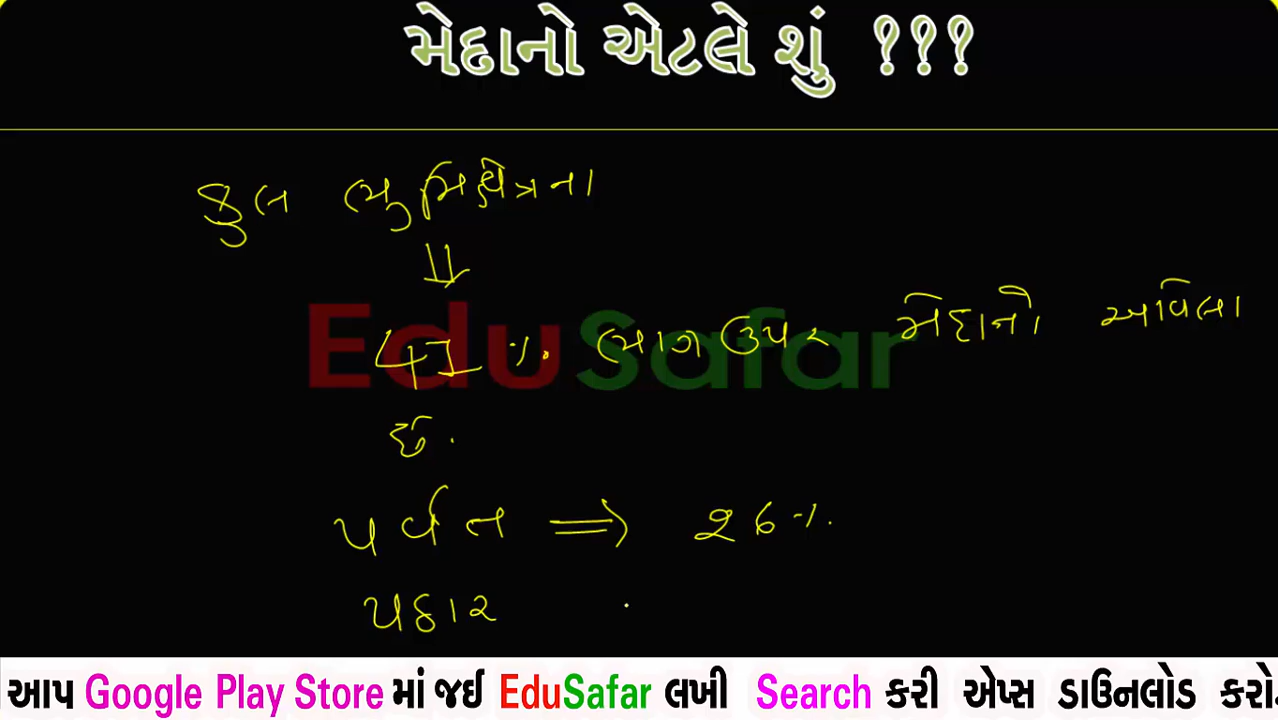 મેદાનો એટલે શું ???
કુલ ભુમિક્ષેત્રના
⇓
41 % ભાગ ઉપર મેદાનો આવેલા
છે.
EduSafar
પર્વત ⇒ 26 %.
પઠાર
આપ Google Play Store માં જઈ EduSafar લખી Search કરી એપ્સ ડાઉનલોડ કરો.